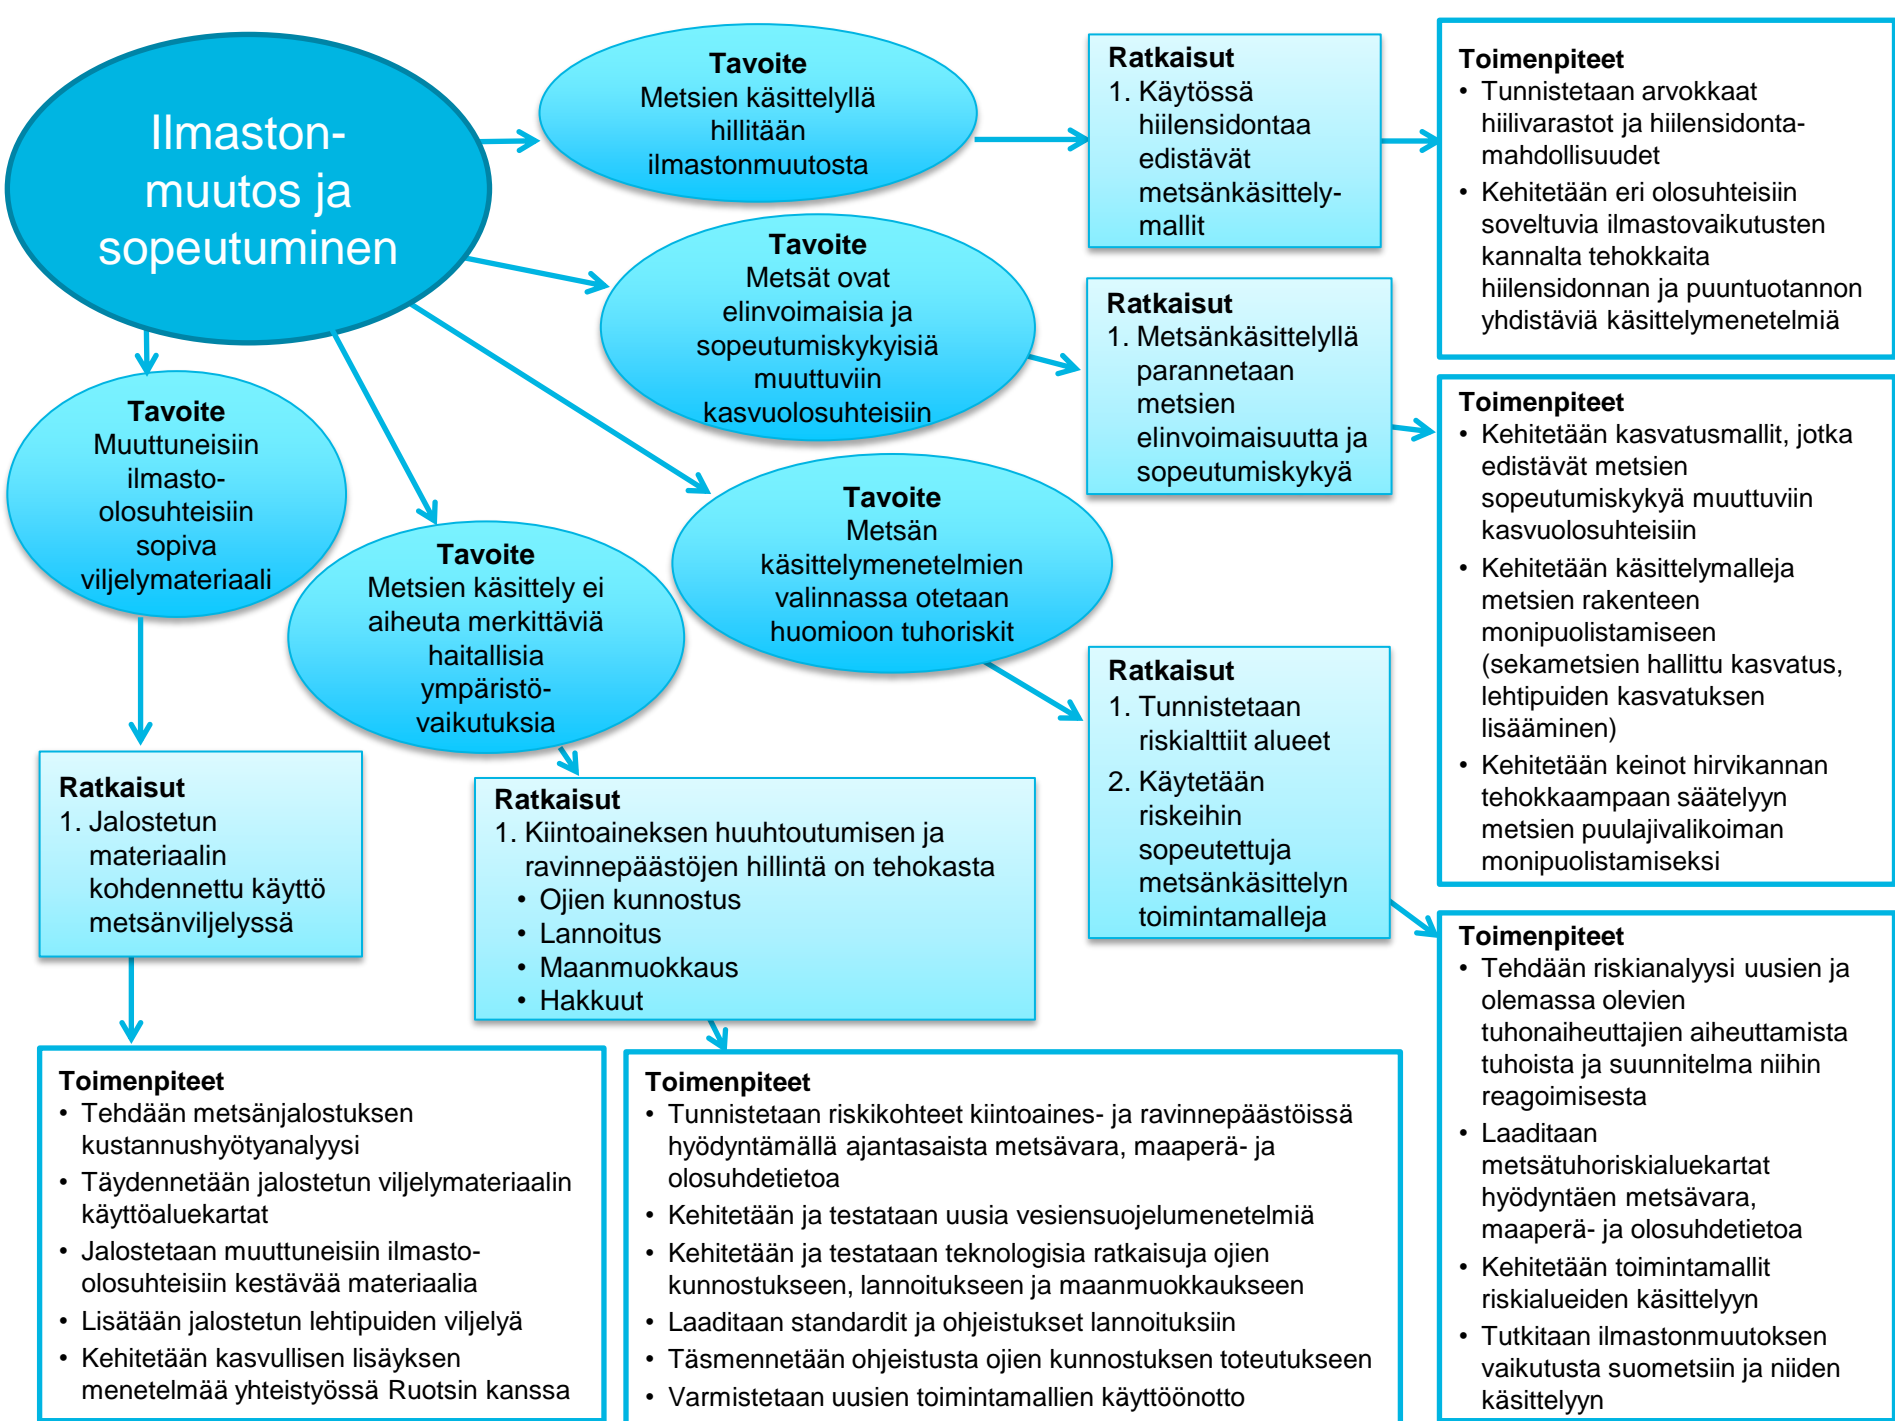 Ilmaston-
muutos ja
sopeutuminen
Tavoite
Metsien käsittelyllä
hillitään
ilmastonmuutosta
Ratkaisut
1. Käytössä
hiilensidontaa
edistävät
metsänkäsittely-
mallit
Toimenpiteet
• Tunnistetaan arvokkaat
hiilivarastot ja hiilensidonta-
mahdollisuudet
• Kehitetään eri olosuhteisiin
soveltuvia ilmastovaikutusten
kannalta tehokkaita
hiilensidonnan ja puuntuotannon
yhdistäviä käsittelymenetelmiä
Tavoite
Metsät ovat
elinvoimaisia ja
sopeutumiskykyisiä
muuttuviin
kasvuolosuhteisiin
Ratkaisut
1. Metsänkäsittelyllä
parannetaan
metsien
elinvoimaisuutta ja
sopeutumiskykyä
Toimenpiteet
• Kehitetään kasvatusmallit, jotka
edistävät metsien
sopeutumiskykyä muuttuviin
kasvuolosuhteisiin
• Kehitetään käsittelymalleja
metsien rakenteen
monipuolistamiseen
(sekametsien hallittu kasvatus,
lehtipuiden kasvatuksen
lisääminen)
• Kehitetään keinot hirvikannan
tehokkaampaan säätelyyn
metsien puulajivalikoiman
monipuolistamiseksi
Tavoite
Metsän
käsittelymenetelmien
valinnassa otetaan
huomioon tuhoriskit
Ratkaisut
1. Tunnistetaan
riskialttiit alueet
2. Käytetään
riskeihin
sopeutettuja
metsänkäsittelyn
toimintamalleja
Toimenpiteet
• Tehdään riskianalyysi uusien ja
olemassa olevien
tuhonaiheuttajien aiheuttamista
tuhoista ja suunnitelma niihin
reagoimisesta
• Laaditaan
metsätuhoriskialuekartat
hyödyntäen metsävara,
maaperä- ja olosuhdetietoa
• Kehitetään toimintamallit
riskialueiden käsittelyyn
• Tutkitaan ilmastonmuutoksen
vaikutusta suometsiin ja niiden
käsittelyyn
Tavoite
Metsien käsittely ei
aiheuta merkittäviä
haitallisia
ympäristö-
vaikutuksia
Ratkaisut
1. Kiintoaineksen huuhtoutumisen ja
ravinnepäästöjen hillintä on tehokasta
• Ojien kunnostus
• Lannoitus
• Maanmuokkaus
• Hakkuut
Toimenpiteet
• Tunnistetaan riskikohteet kiintoaines- ja ravinnepäästöissä
hyödyntämällä ajantasaista metsävara, maaperä- ja
olosuhdetietoa
• Kehitetään ja testataan uusia vesiensuojelumenetelmiä
• Kehitetään ja testataan teknologisia ratkaisuja ojien
kunnostukseen, lannoitukseen ja maanmuokkaukseen
• Laaditaan standardit ja ohjeistukset lannoituksiin
• Täsmennetään ohjeistusta ojien kunnostuksen toteutukseen
• Varmistetaan uusien toimintamallien käyttöönotto
Tavoite
Muuttuneisiin
ilmasto-
olosuhteisiin
sopiva
viljelymateriaali
Ratkaisut
1. Jalostetun
materiaalin
kohdennettu käyttö
metsänviljelyssä
Toimenpiteet
• Tehdään metsänjalostuksen
kustannushyötyanalyysi
• Täydennetään jalostetun viljelymateriaalin
käyttöaluekartat
• Jalostetaan muuttuneisiin ilmasto-
olosuhteisiin kestävää materiaalia
• Lisätään jalostetun lehtipuiden viljelyä
• Kehitetään kasvullisen lisäyksen
menetelmää yhteistyössä Ruotsin kanssa